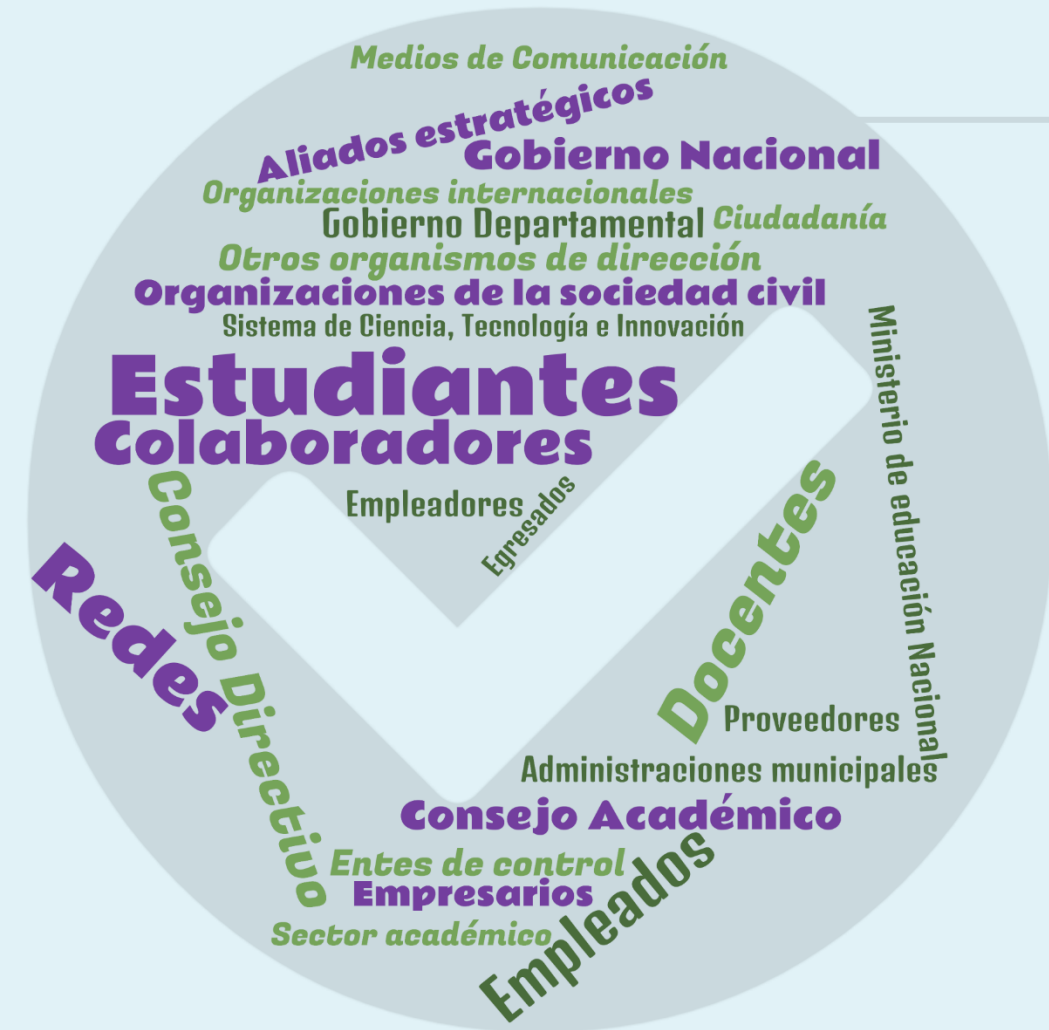 Medios de Comunicación
Aliados estratégicos
Gobierno Nacional
Organizaciones internacionales
Gobierno Departamental
Ciudadanía
Otros organismos de dirección
Organizaciones de la sociedad civil
Sistema de Ciencia, Tecnología e Innovación
Ministerio de educación Nacional
Estudiantes
Colaboradores
Empleadores
Egresados
Consejo Directivo
Docentes
Redes
Proveedores
Administraciones municipales
Consejo Académico
Entes de control
Empresarios
Empleados
Sector académico